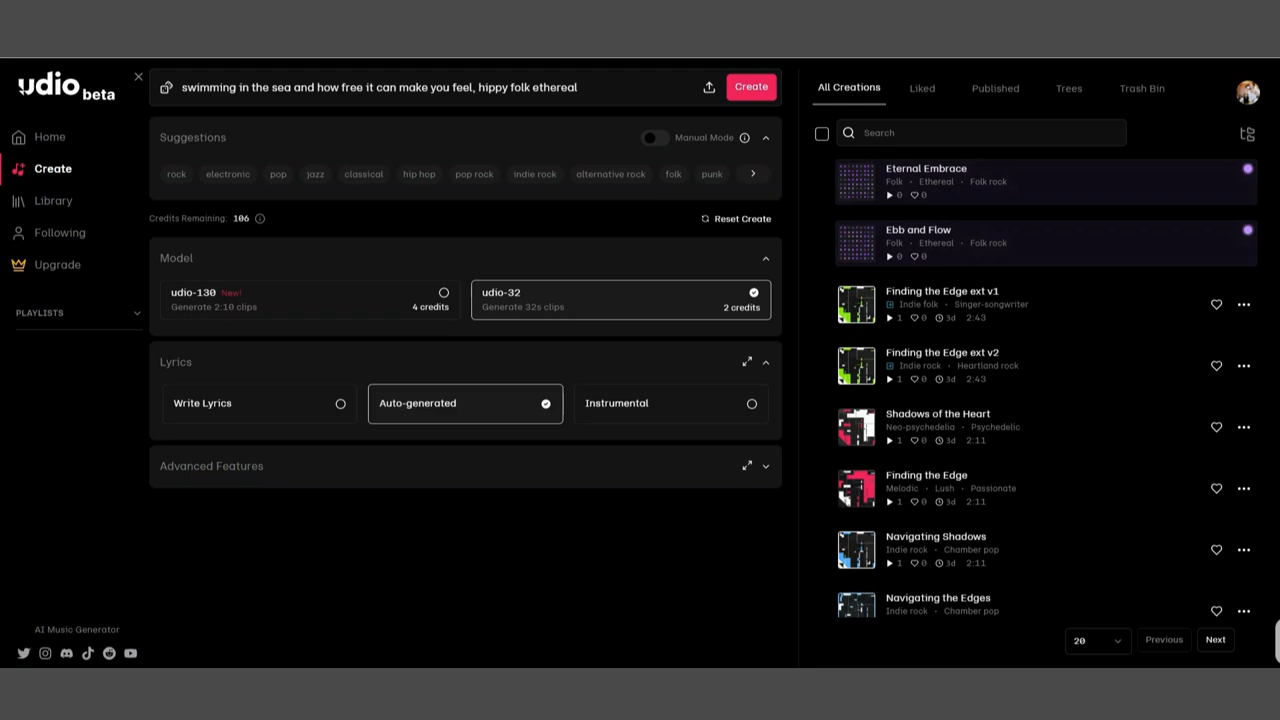 udio beta
Home
Create
Library
Following
Upgrade
PLAYLISTS
AI Music Generator
swimming in the sea and how free it can make you feel, hippy folk ethereal
Create
Suggestions
Manual Mode
rock electronic pop jazz classical hip hop pop rock indie rock alternative rock folk punk
Credits Remaining: 106
Reset Create
Model
udio-130 New!
Generate 2:10 clips
4 credits
udio-32
Generate 32s clips
2 credits
Lyrics
Write Lyrics
Auto-generated
Instrumental
Advanced Features
All Creations Liked Published Trees Trash Bin
Search
Eternal Embrace
Folk · Ethereal · Folk rock
0 0
Ebb and Flow
Folk · Ethereal · Folk rock
0 0
Finding the Edge ext v1
Indie folk · Singer-songwriter
1 0 3d 2:43
Finding the Edge ext v2
Indie rock · Heartland rock
1 0 3d 2:43
Shadows of the Heart
Neo-psychedelia · Psychedelic
1 0 3d 2:11
Finding the Edge
Melodic · Lush · Passionate
1 0 3d 2:11
Navigating Shadows
Indie rock · Chamber pop
1 0 3d 2:11
Navigating the Edges
Indie rock · Chamber pop
20
Previous
Next